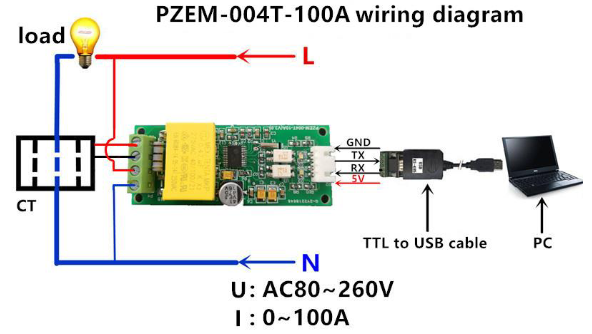 PZEM-004T-100A wiring diagram
load
L
GND
TX
RX
5V
CT
TTL to USB cable
PC
N
U: AC80~260V
I: 0~100A